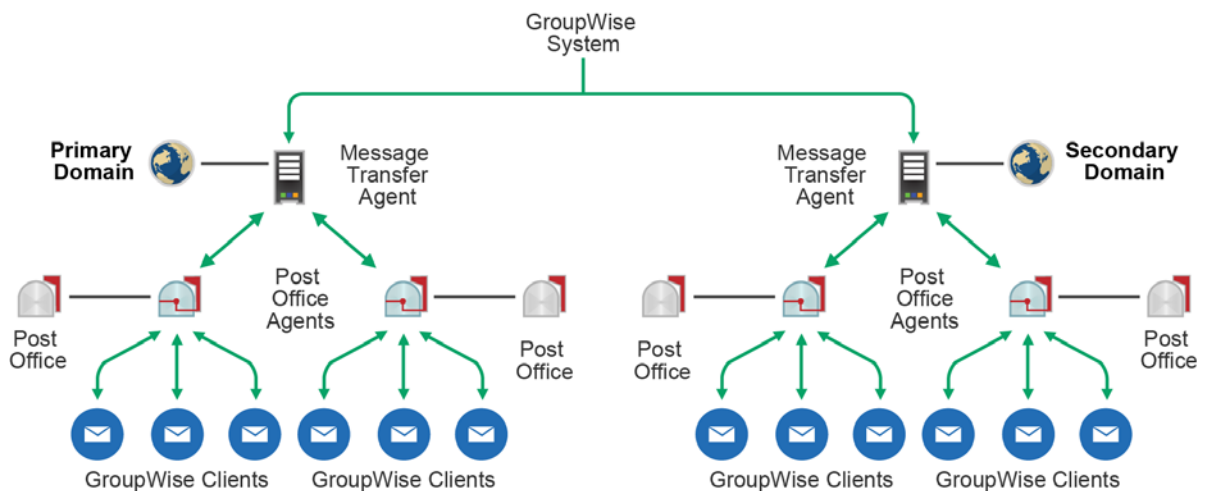 GroupWise
System
Primary
Domain
Message
Transfer
Agent
Message
Transfer
Agent
Secondary
Domain
Post
Office
Post
Office
Agents
Post
Office
Post
Office
Post
Office
Agents
Post
Office
GroupWise Clients
GroupWise Clients
GroupWise Clients
GroupWise Clients